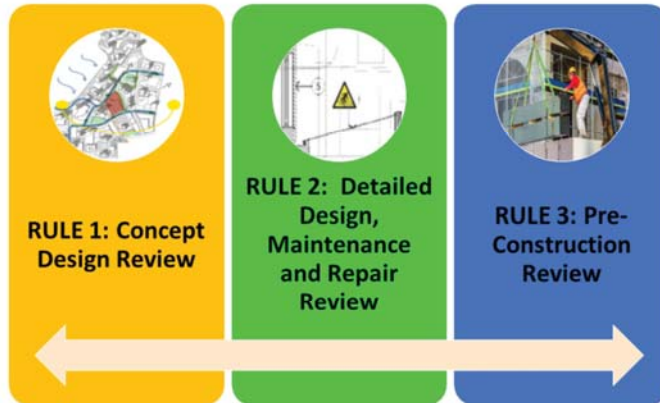 RULE 1: Concept
Design Review
RULE 2: Detailed
Design,
Maintenance
and Repair
Review
RULE 3: Pre-
Construction
Review